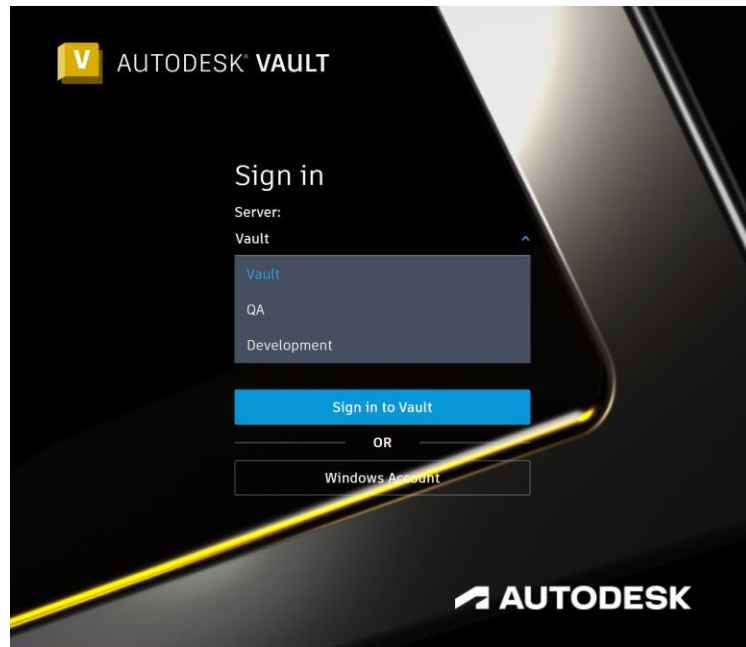 V AUTODESK® VAULT
Sign in
Server:
Vault
Vault
QA
Development
Sign in to Vault
OR
Windows Account
AUTODESK